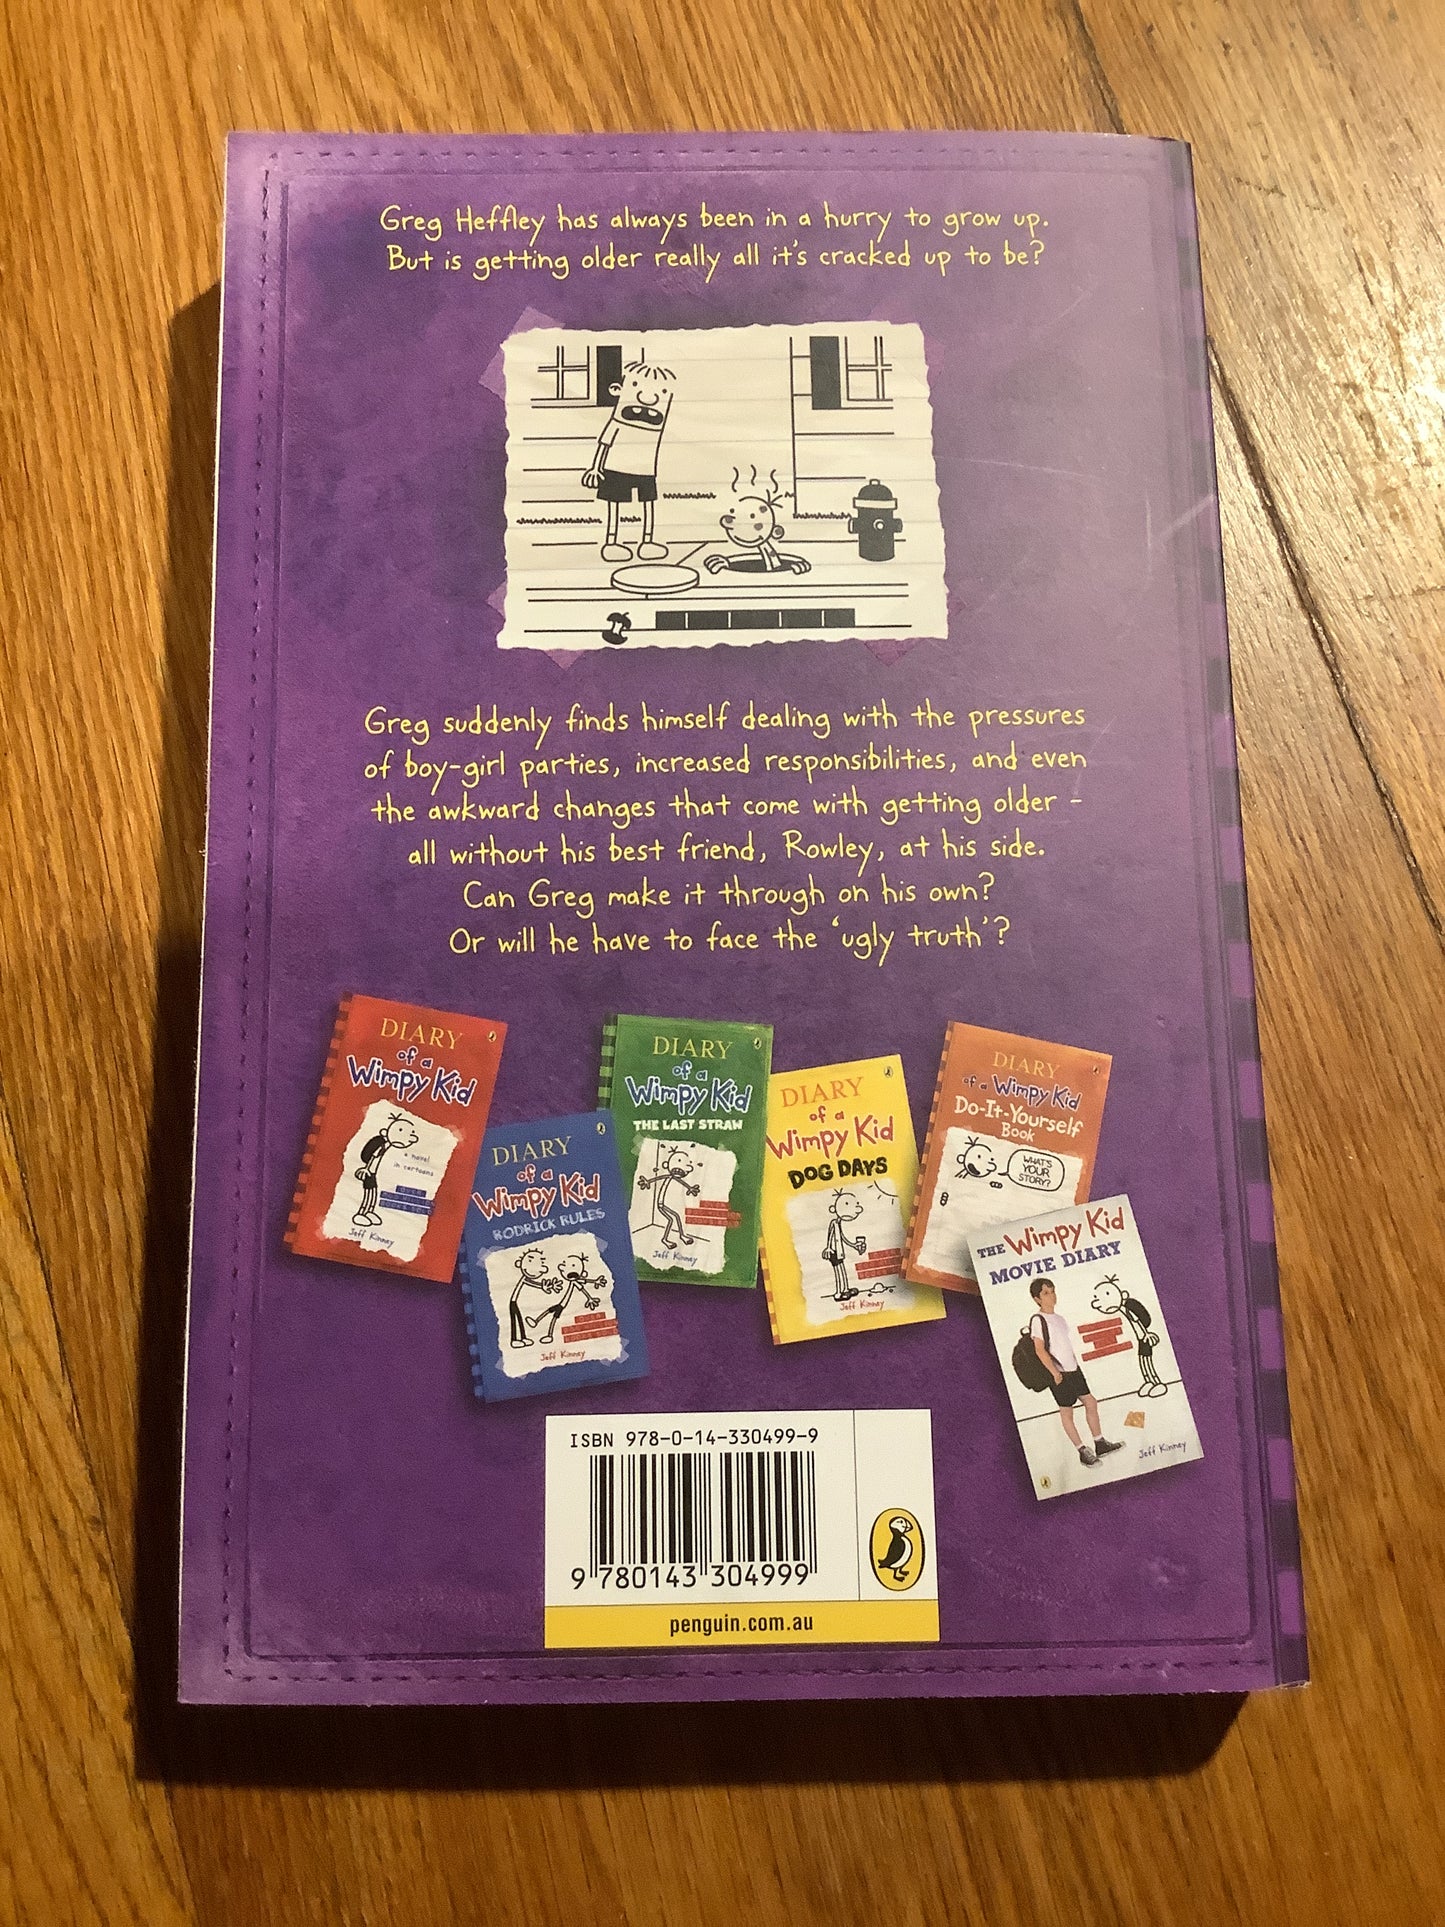 Greg Heffley has always been in a hurry to grow up.
But is getting older really all it's cracked up to be?
Greg suddenly finds himself dealing with the pressures
of boy-girl parties, increased responsibilities, and even
the awkward changes that come with getting older -
all without his best friend, Rowley, at his side.
Can Greg make it through on his own?
Or will he have to face the 'ugly truth'?
DIARY
of a
Wimpy Kid
a novel
in cartoons
Jeff Kinney
DIARY
of a
Wimpy Kid
RODRICK RULES
Jeff Kinney
DIARY
of a
Wimpy Kid
THE LAST STRAW
Jeff Kinney
DIARY
of a
Wimpy Kid
DOG DAYS
Jeff Kinney
DIARY
of a Wimpy Kid
Do-It-Yourself
Book
WHAT'S
YOUR
STORY?
THE Wimpy Kid
MOVIE DIARY
Jeff Kinney
ISBN 978-0-14-330499-9
9 780143 304999
penguin.com.au